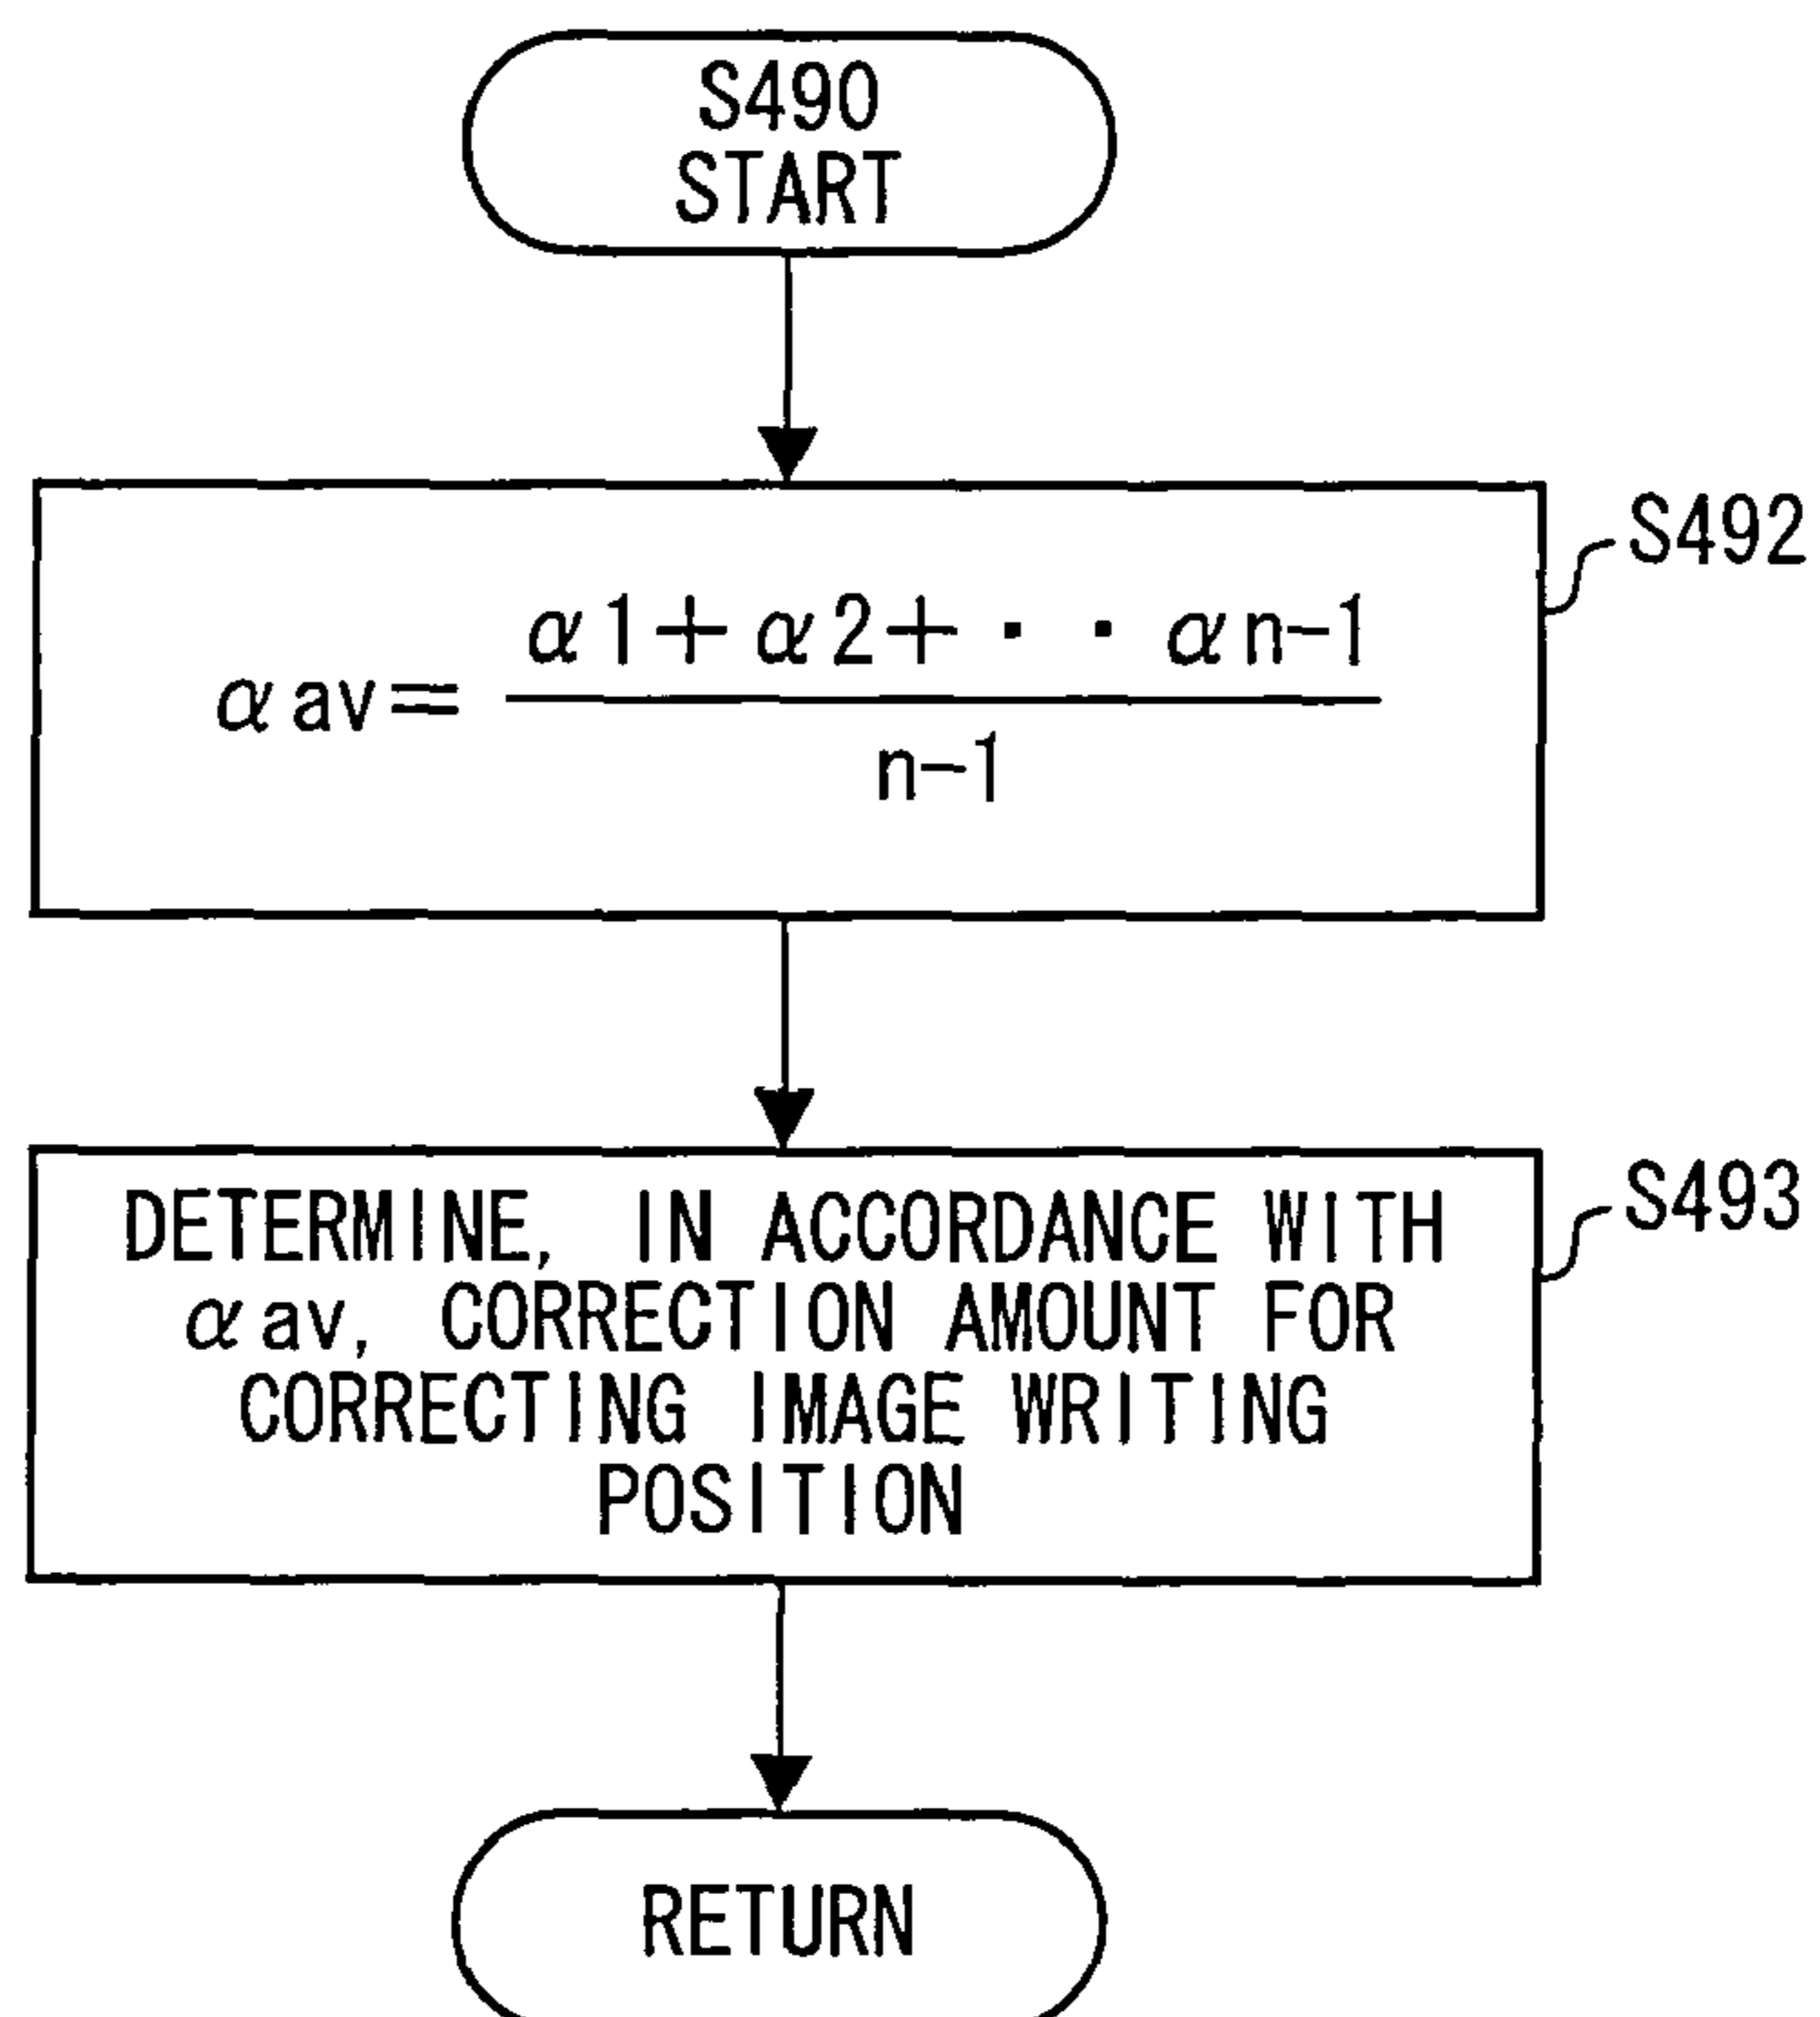 S490
START
S492
α1+α2+・・αn-1
αav=
n-1
S493
DETERMINE, IN ACCORDANCE WITH
αav, CORRECTION AMOUNT FOR
CORRECTING IMAGE WRITING
POSITION
RETURN